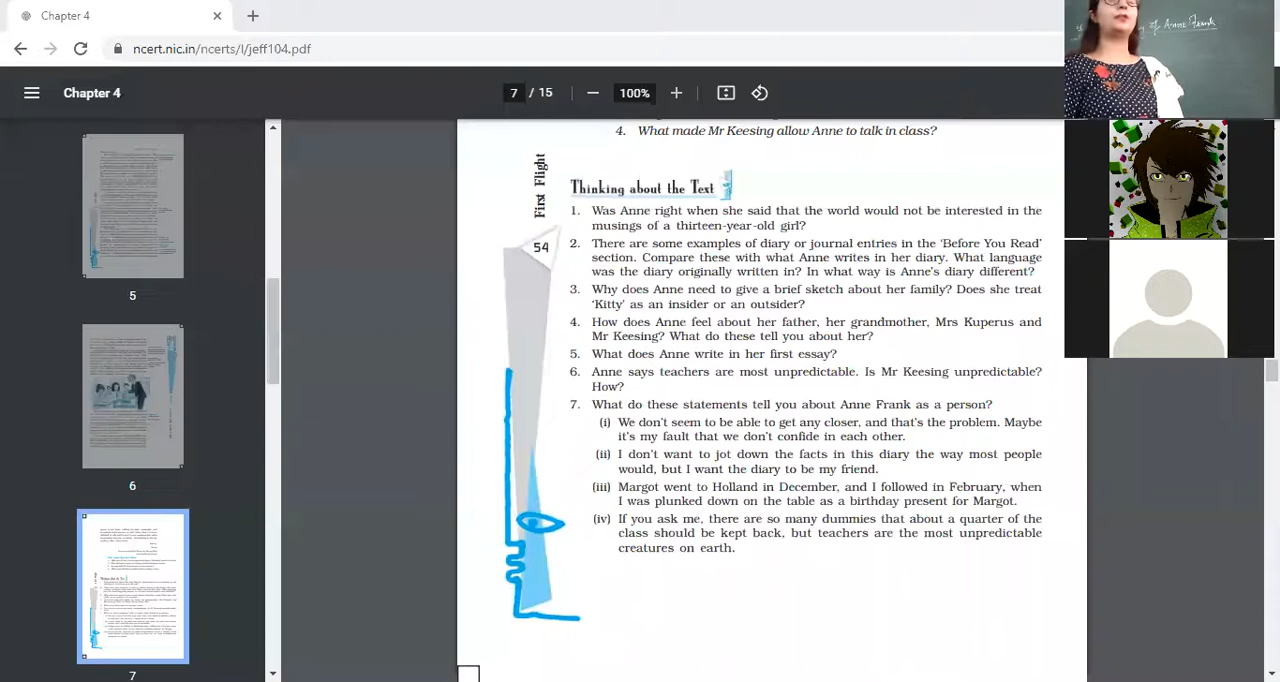 Chapter 4
ncert.nic.in/ncerts/l/jeff104.pdf
Chapter 4
7 / 15
100%
of Anne Frank
5
6
7
4. What made Mr Keesing allow Anne to talk in class?
First Flight
54
Thinking about the Text
1. Was Anne right when she said that the world would not be interested in the
musings of a thirteen-year-old girl?
2. There are some examples of diary or journal entries in the ‘Before You Read’
section. Compare these with what Anne writes in her diary. What language
was the diary originally written in? In what way is Anne’s diary different?
3. Why does Anne need to give a brief sketch about her family? Does she treat
‘Kitty’ as an insider or an outsider?
4. How does Anne feel about her father, her grandmother, Mrs Kuperus and
Mr Keesing? What do these tell you about her?
5. What does Anne write in her first essay?
6. Anne says teachers are most unpredictable. Is Mr Keesing unpredictable?
How?
7. What do these statements tell you about Anne Frank as a person?
(i) We don’t seem to be able to get any closer, and that’s the problem. Maybe
it’s my fault that we don’t confide in each other.
(ii) I don’t want to jot down the facts in this diary the way most people
would, but I want the diary to be my friend.
(iii) Margot went to Holland in December, and I followed in February, when
I was plunked down on the table as a birthday present for Margot.
(iv) If you ask me, there are so many dummies that about a quarter of the
class should be kept back, but teachers are the most unpredictable
creatures on earth.